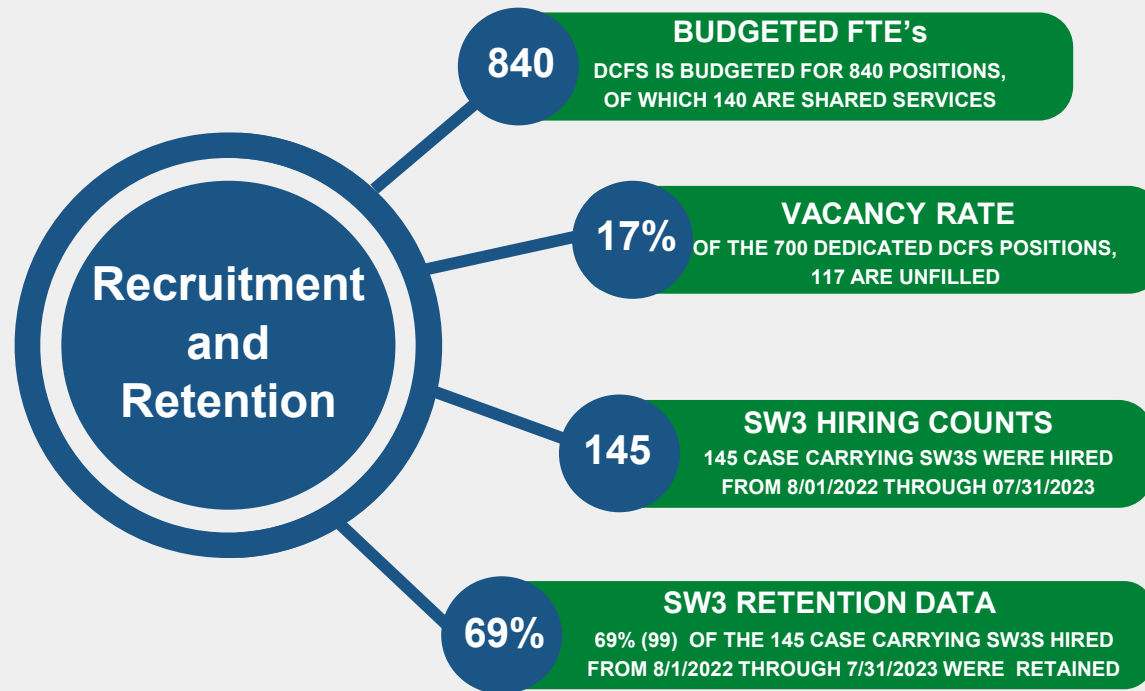 Recruitment
and
Retention
840
BUDGETED FTE's
DCFS IS BUDGETED FOR 840 POSITIONS,
OF WHICH 140 ARE SHARED SERVICES
17%
VACANCY RATE
OF THE 700 DEDICATED DCFS POSITIONS,
117 ARE UNFILLED
145
SW3 HIRING COUNTS
145 CASE CARRYING SW3S WERE HIRED
FROM 8/01/2022 THROUGH 07/31/2023
69%
SW3 RETENTION DATA
69% (99) OF THE 145 CASE CARRYING SW3S HIRED
FROM 8/1/2022 THROUGH 7/31/2023 WERE RETAINED